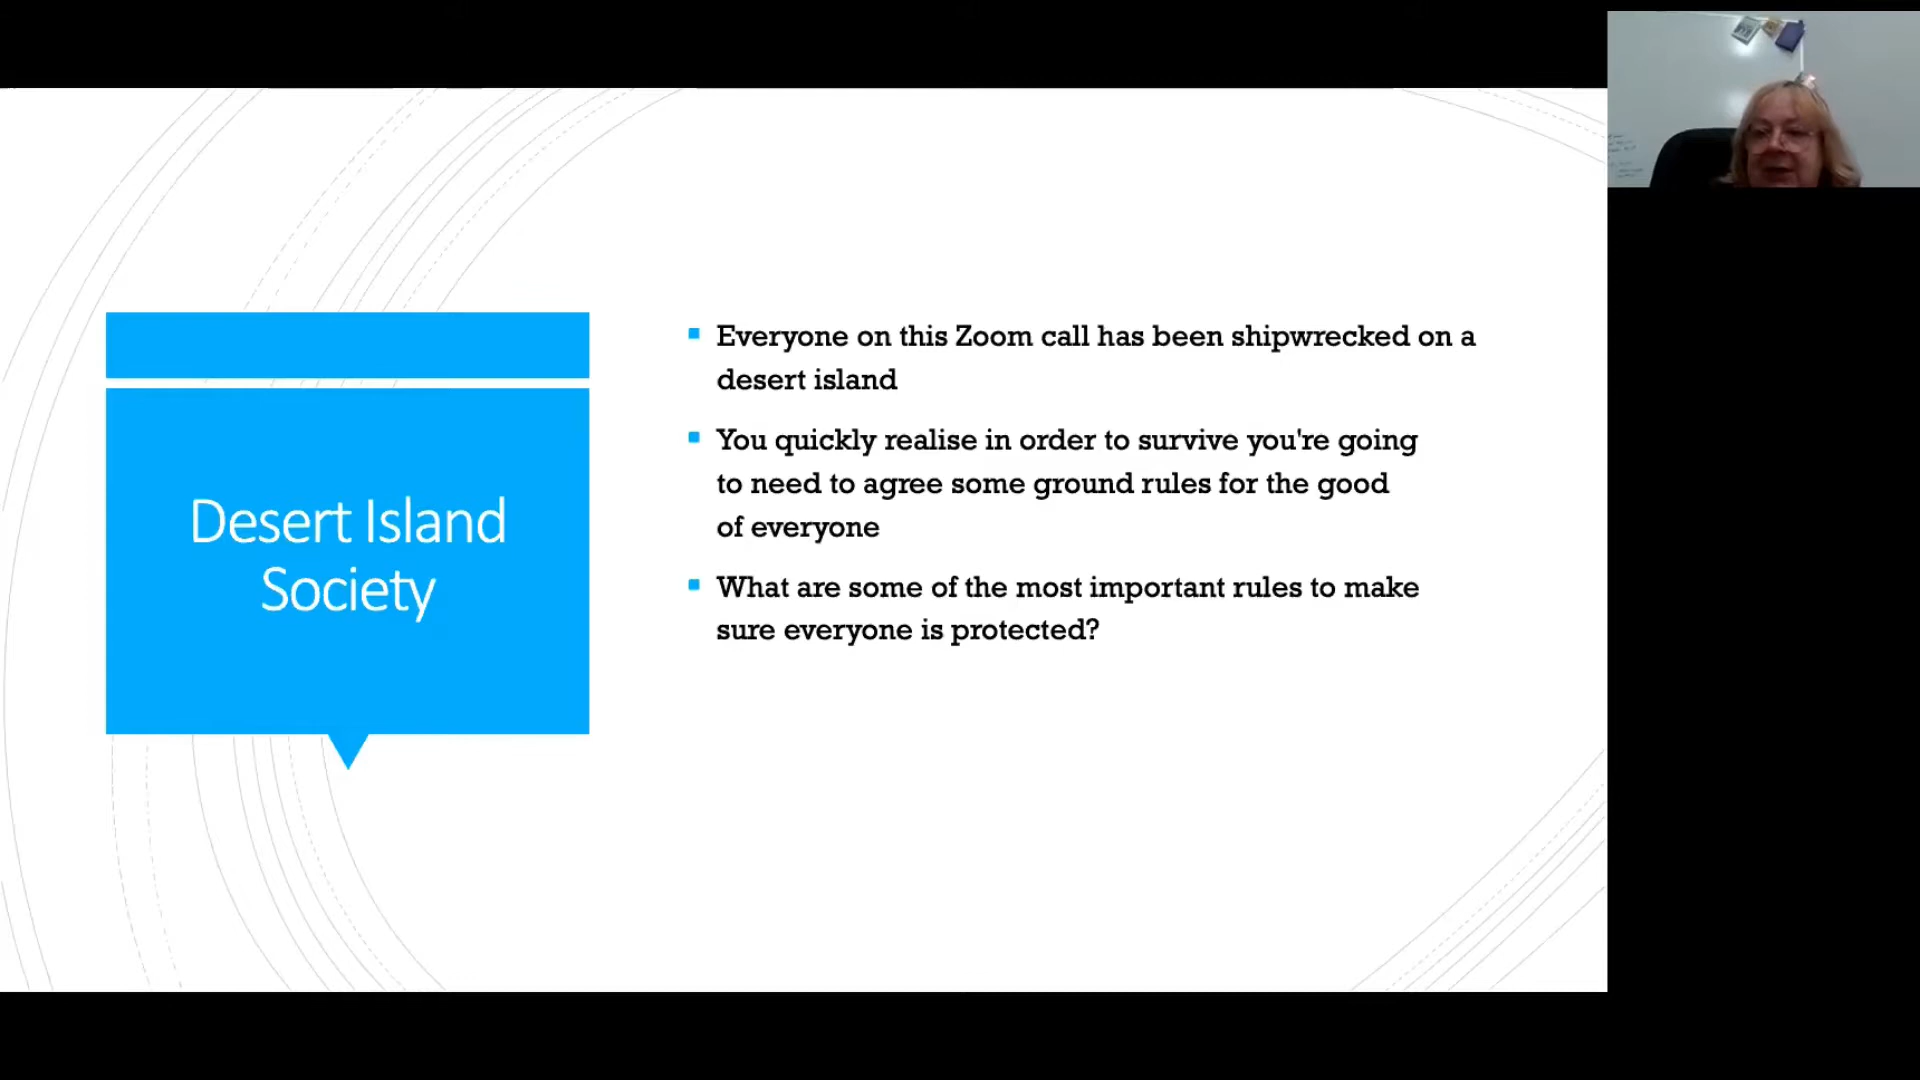 Desert Island
Society
Everyone on this Zoom call has been shipwrecked on a
desert island
You quickly realise in order to survive you're going
to need to agree some ground rules for the good
of everyone
What are some of the most important rules to make
sure everyone is protected?